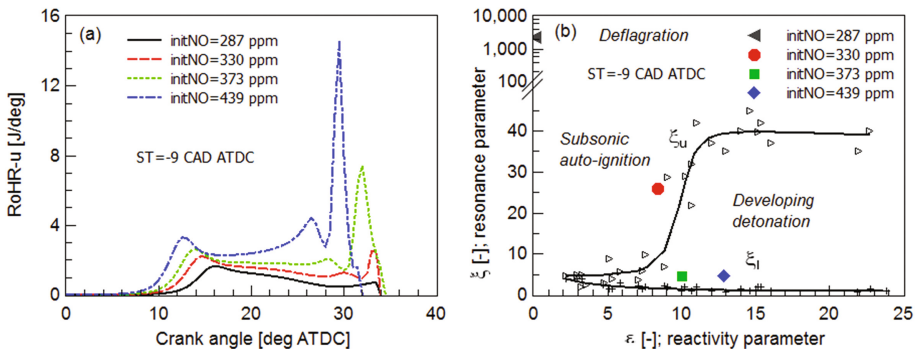 (a)
16
12
8
4
0
RoHR-u [J/deg]
initNO=287 ppm
initNO=330 ppm
initNO=373 ppm
initNO=439 ppm
ST=-9 CAD ATDC
0 10 20 30 40
Crank angle [deg ATDC]
(b)
10,000
1,000
100
50
40
30
20
10
0
ξ [-]; resonance parameter
Deflagration
initNO=287 ppm
initNO=330 ppm
initNO=373 ppm
initNO=439 ppm
ST=-9 CAD ATDC
Subsonic
auto-ignition
ξu
Developing
detonation
ξl
0 5 10 15 20 25
ε [-]; reactivity parameter